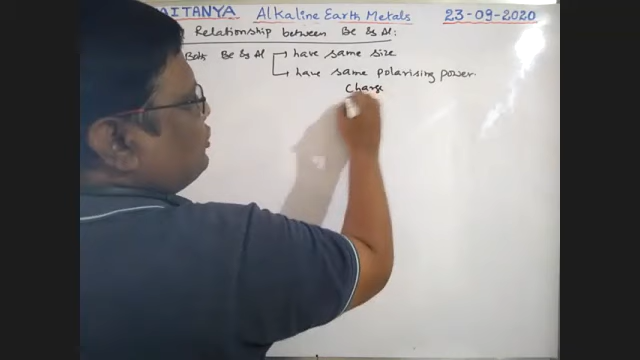 AITANYA Alkaline Earth Metals 23-09-2020
Relationship between Be & Al:
Both Be & Al → have same size
→ have same polarising power
Charge